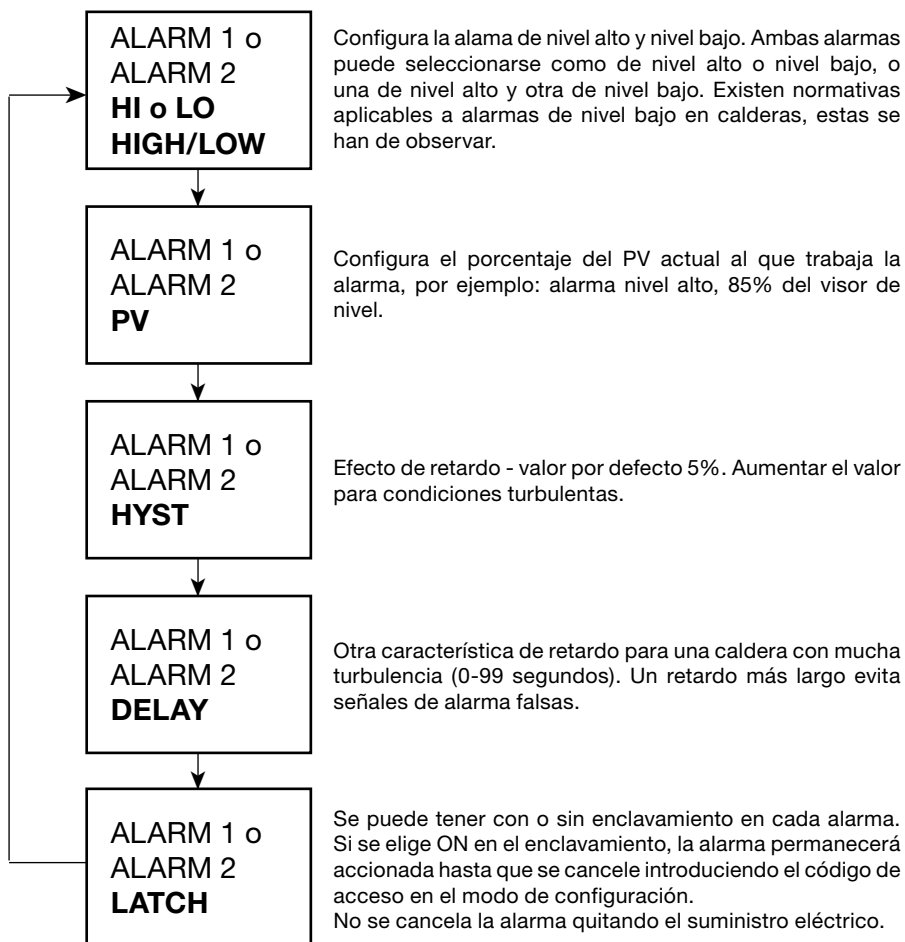 ALARM 1 o
ALARM 2
HI o LO
HIGH/LOW
Configura la alama de nivel alto y nivel bajo. Ambas alarmas
puede seleccionarse como de nivel alto o nivel bajo, o
una de nivel alto y otra de nivel bajo. Existen normativas
aplicables a alarmas de nivel bajo en calderas, estas se
han de observar.
ALARM 1 o
ALARM 2
PV
Configura el porcentaje del PV actual al que trabaja la
alarma, por ejemplo: alarma nivel alto, 85% del visor de
nivel.
ALARM 1 o
ALARM 2
HYST
Efecto de retardo - valor por defecto 5%. Aumentar el valor
para condiciones turbulentas.
ALARM 1 o
ALARM 2
DELAY
Otra característica de retardo para una caldera con mucha
turbulencia (0-99 segundos). Un retardo más largo evita
señales de alarma falsas.
ALARM 1 o
ALARM 2
LATCH
Se puede tener con o sin enclavamiento en cada alarma.
Si se elige ON en el enclavamiento, la alarma permanecerá
accionada hasta que se cancele introduciendo el código de
acceso en el modo de configuración.
No se cancela la alarma quitando el suministro eléctrico.